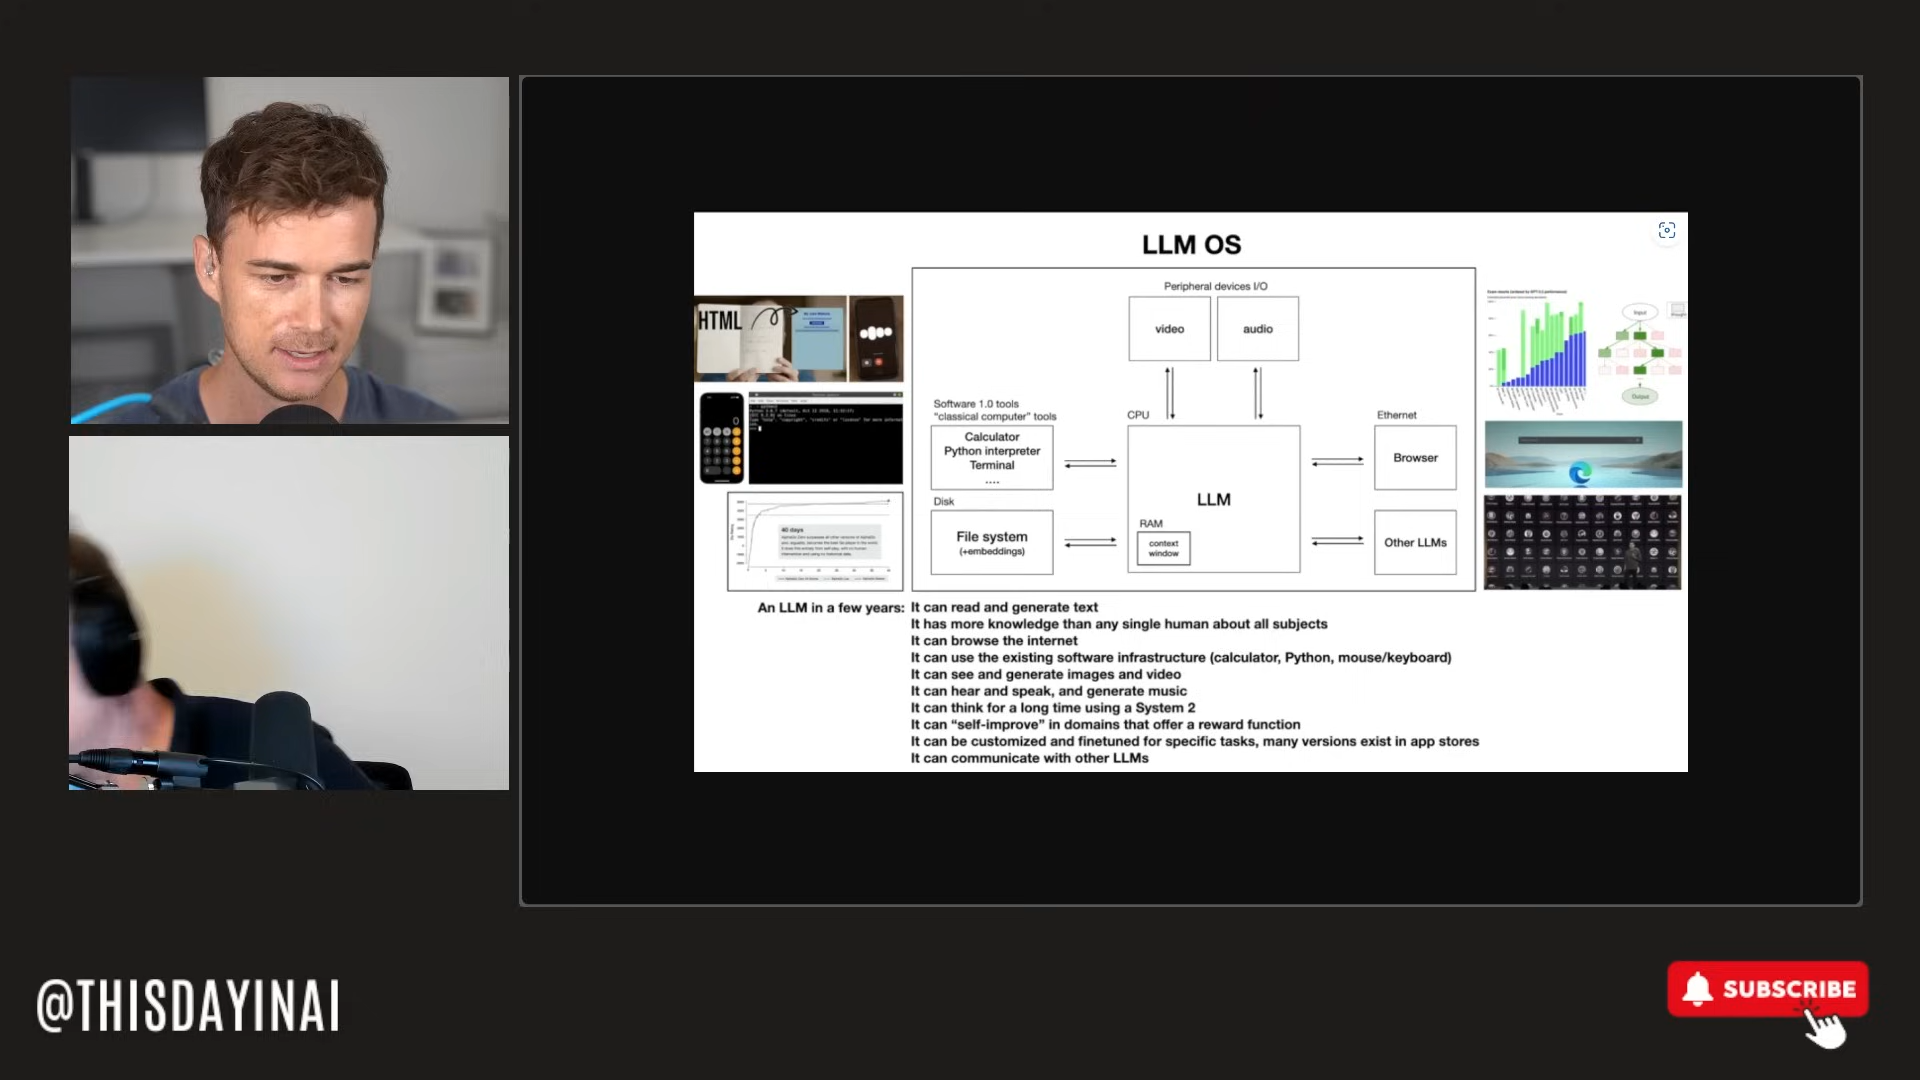 LLM OS
Peripheral devices I/O
video
audio
HTML
Software 1.0 tools
"classical computer" tools
CPU
Ethernet
Calculator
Python interpreter
Terminal
....
Browser
LLM
Disk
File system
(+embeddings)
RAM
context
window
Other LLMs
Input
Output
40 days
0
An LLM in a few years:
It can read and generate text
It has more knowledge than any single human about all subjects
It can browse the internet
It can use the existing software infrastructure (calculator, Python, mouse/keyboard)
It can see and generate images and video
It can hear and speak, and generate music
It can think for a long time using a System 2
It can “self-improve” in domains that offer a reward function
It can be customized and finetuned for specific tasks, many versions exist in app stores
It can communicate with other LLMs
@THISDAYINAI
SUBSCRIBE